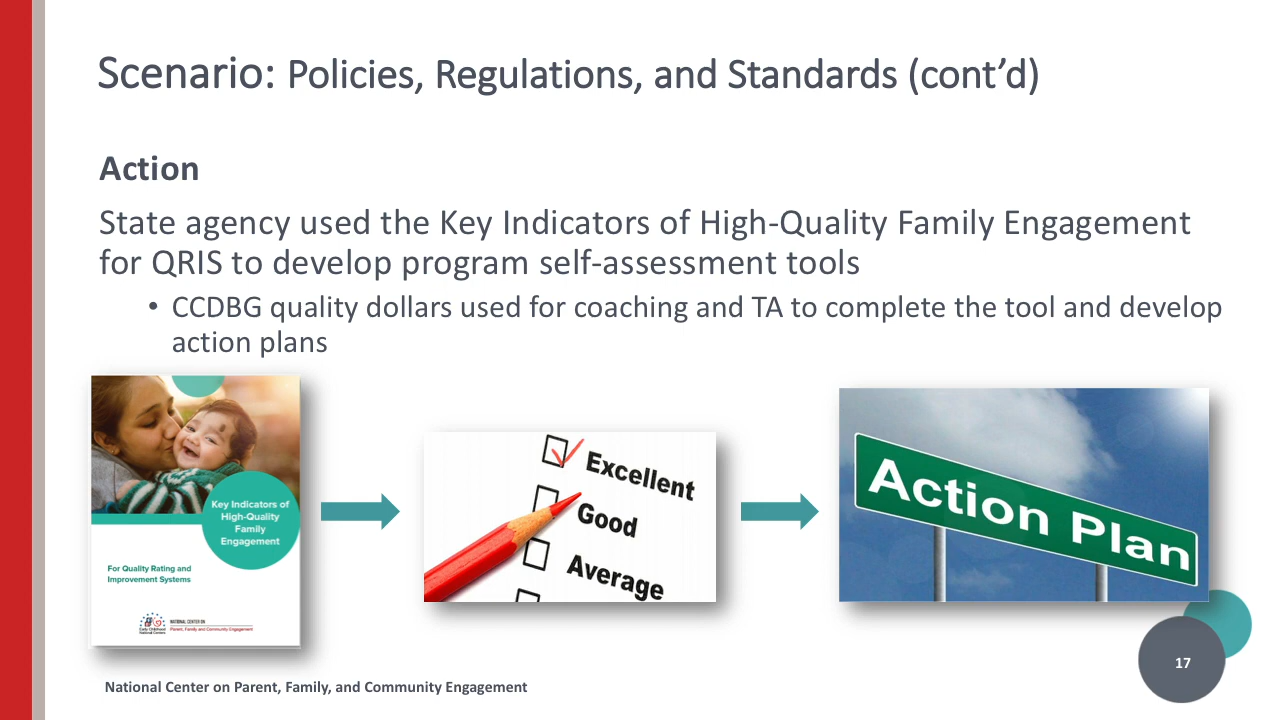 Scenario: Policies, Regulations, and Standards (cont’d)
Action
State agency used the Key Indicators of High-Quality Family Engagement
for QRIS to develop program self-assessment tools
• CCDBG quality dollars used for coaching and TA to complete the tool and develop
action plans
Key Indicators of
High-Quality
Family
Engagement
For Quality Rating and
Improvement Systems
Early Childhood
National Centers
NATIONAL CENTER ON
Parent, Family and Community Engagement
Excellent
Good
Average
Action Plan
17
National Center on Parent, Family, and Community Engagement